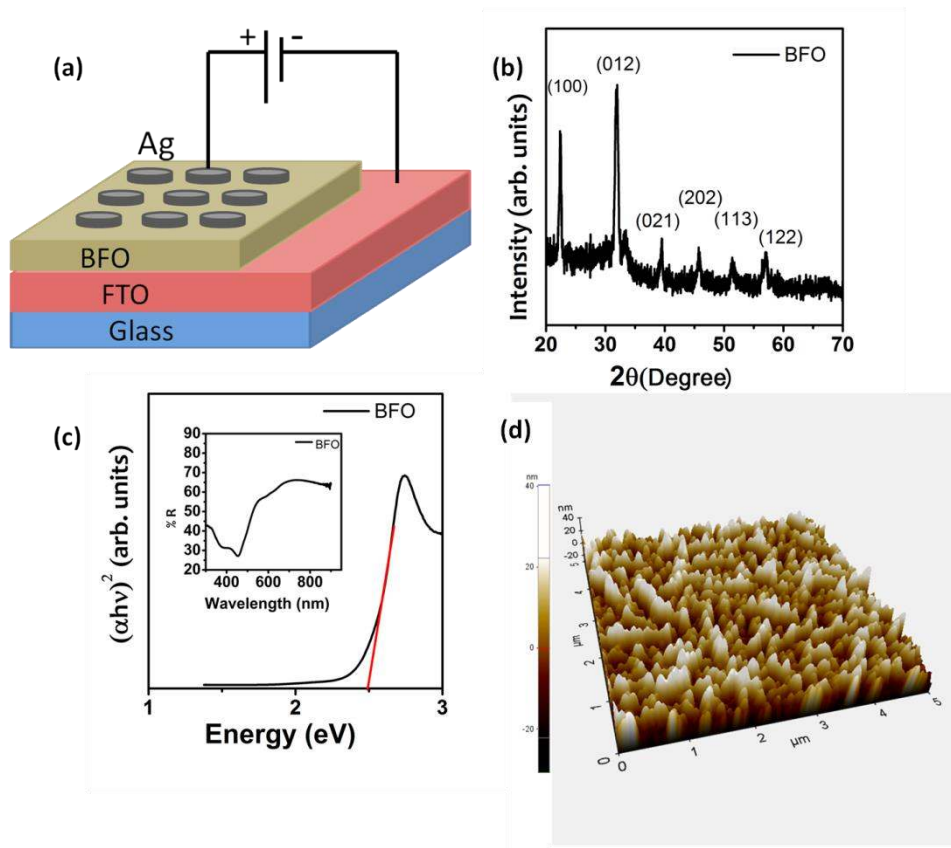 (a)
+ -
Ag
BFO
FTO
Glass
(b)
BFO
(100)
(012)
(021)
(202)
(113)
(122)
Intensity (arb. units)
20 30 40 50 60 70
2θ(Degree)
(c)
BFO
(αhν)² (arb. units)
1 2 3
Energy (eV)
BFO
% R
90
80
70
60
50
40
30
20
400 600 800
Wavelength (nm)
(d)
nm
40
20
0
-20
nm
40
20
0
-20
5
4
3
2
1
0
µm
0 1 2 3 4 5
µm